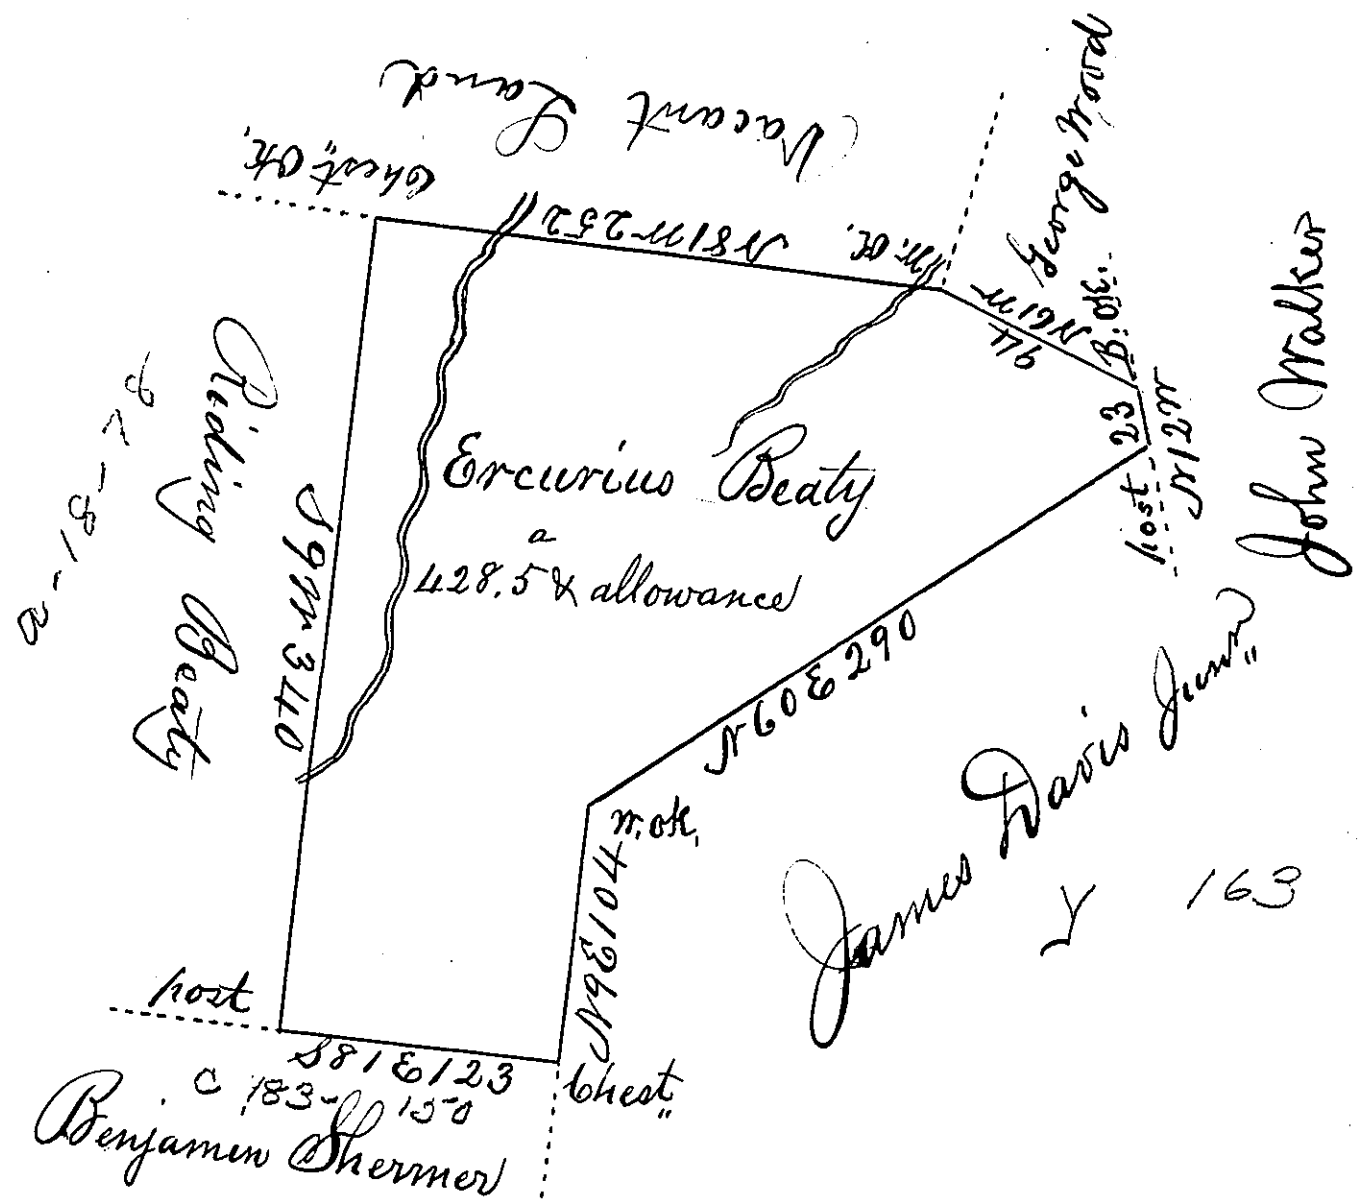 Vacant Land
Chest,, Ok,
N81W252
W. Ok.
George Wood
N61W
94
B. Ok.
23
N12W
post
John Walker
Riding Beaty
S9W340
Ercurius Beaty
a
428.5 & allowance
N60E290
James Davis Junr,,
W. Ok,
N9E104
163
post
S81E123
Chest,,
C 183-150
Benjamin Shermer